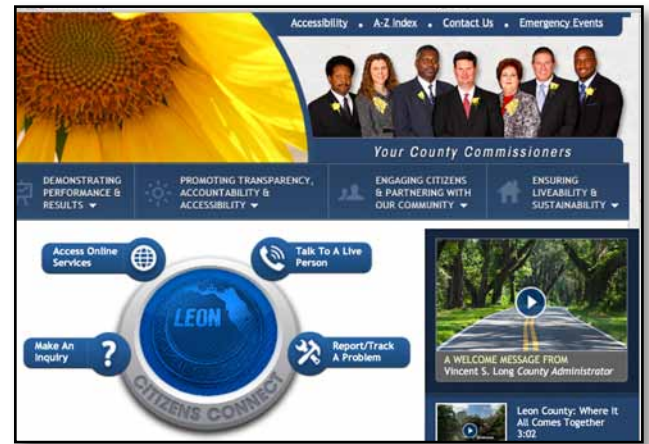 Accessibility . A-Z Index . Contact Us . Emergency Events
Your County Commissioners
DEMONSTRATING
PERFORMANCE &
RESULTS
PROMOTING TRANSPARENCY,
ACCOUNTABILITY &
ACCESSIBILITY
ENGAGING CITIZENS
& PARTNERING WITH
OUR COMMUNITY
ENSURING
LIVEABILITY &
SUSTAINABILITY
Access Online
Services
Talk To A Live
Person
LEON
Make An
Inquiry
?
Report/Track
A Problem
CITIZENS CONNECT
A WELCOME MESSAGE FROM
Vincent S. Long County Administrator
Leon County: Where it
All Comes Together
3:02